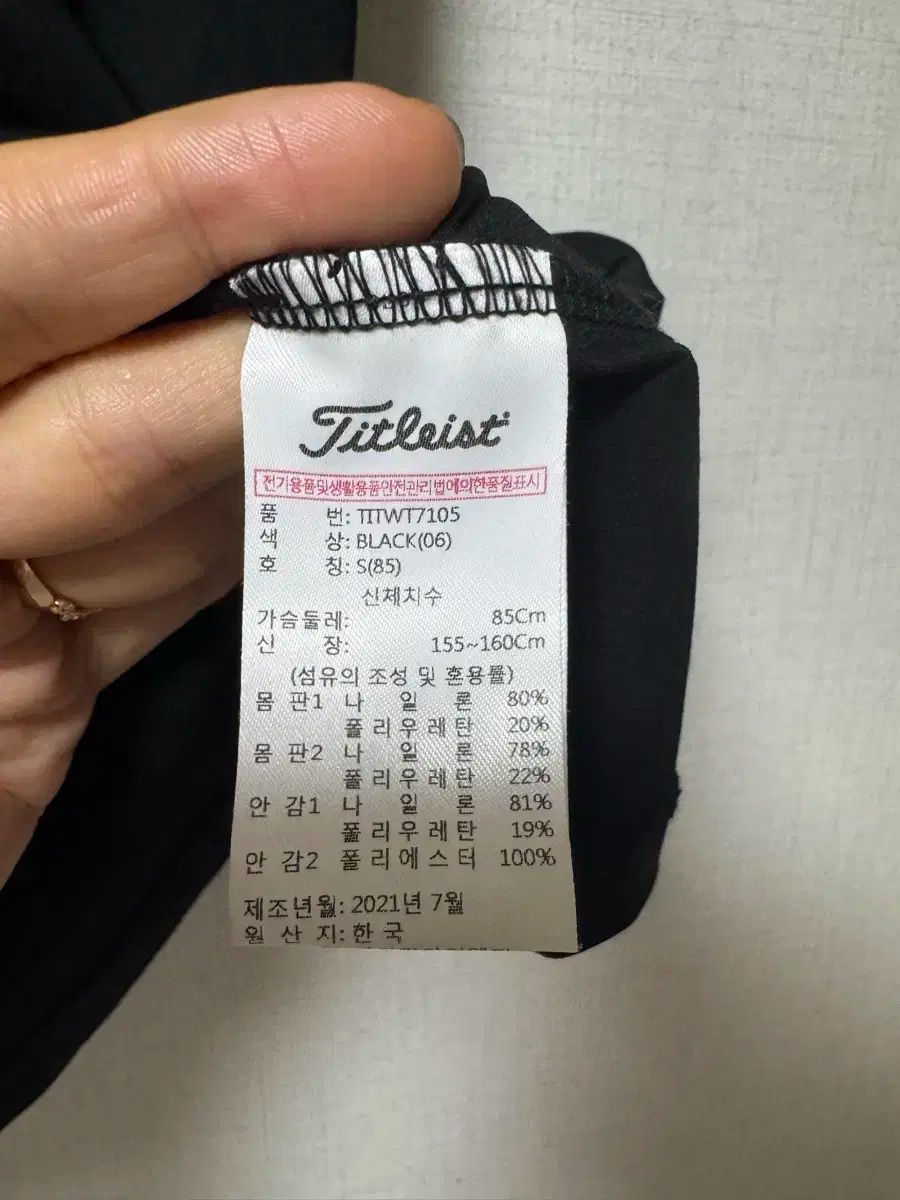 Titleist
전기용품및생활용품안전관리법에의한품질표시
품 번: TITWT7105
색 상: BLACK(06)
호 칭: S(85)
신체치수
가슴둘레: 85Cm
신 장: 155~160Cm
(섬유의 조성 및 혼용률)
몸 판1 나 일 론 80%
폴리우레탄 20%
몸 판2 나 일 론 78%
폴리우레탄 22%
안 감1 나 일 론 81%
폴리우레탄 19%
안 감2 폴리에스터 100%
제조년월: 2021년 7월
원 산 지: 한 국